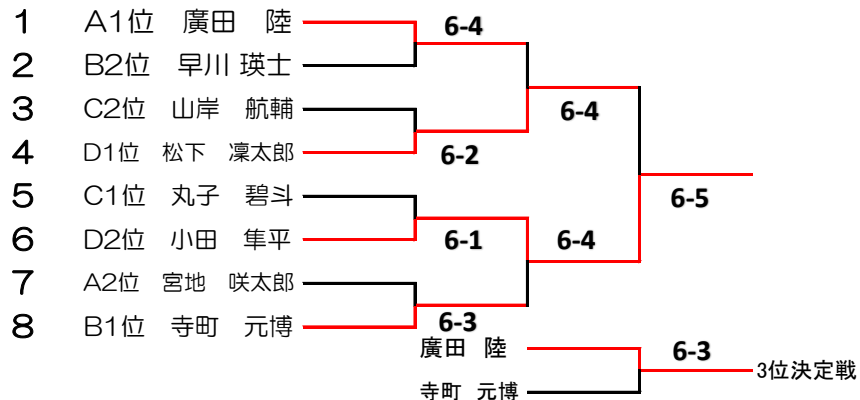 1 A1位 廣田 陸
6-4
2 B2位 早川 瑛士
3 C2位 山岸 航輔
6-4
4 D1位 松下 凜太郎
6-2
5 C1位 丸子 碧斗
6-5
6 D2位 小田 隼平
6-1
6-4
7 A2位 宮地 咲太郎
8 B1位 寺町 元博
6-3
廣田 陸
6-3
3位決定戦
寺町 元博